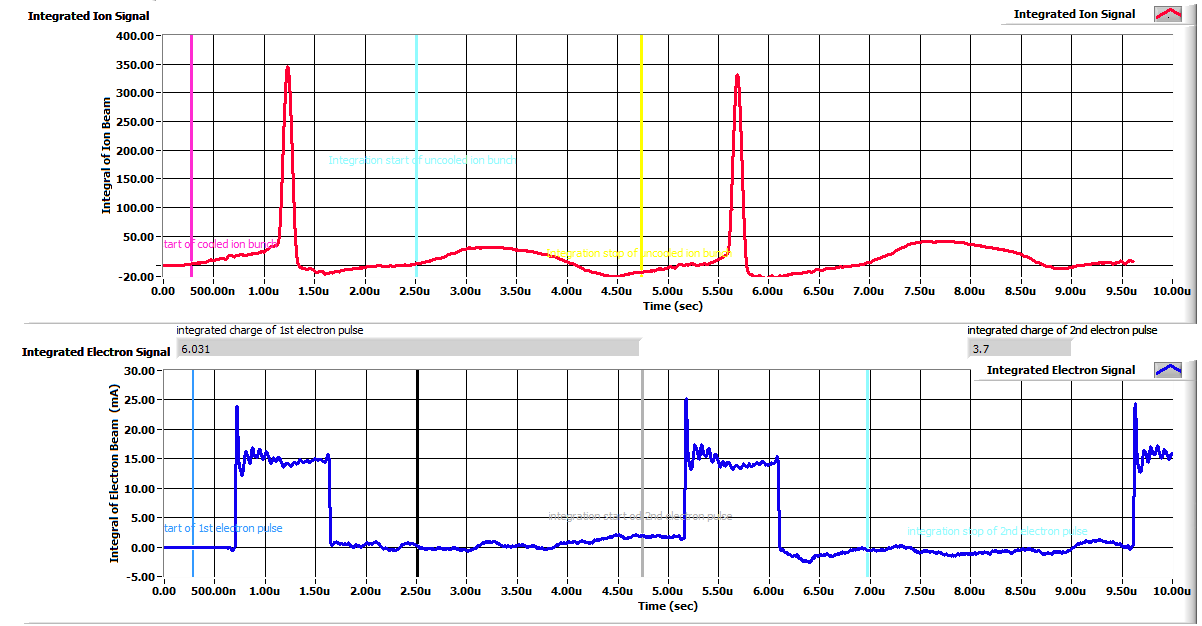 Integrated Ion Signal
Integrated Ion Signal
400.00
350.00
300.00
250.00
200.00
150.00
100.00
50.00
-20.00
Integral of Ion Beam
Integration start of uncooled ion bunch
tart of cooled ion bunch
integration stop of uncooled ion bunch
0.00 500.00n 1.00u 1.50u 2.00u 2.50u 3.00u 3.50u 4.00u 4.50u 5.00u 5.50u 6.00u 6.50u 7.00u 7.50u 8.00u 8.50u 9.00u 9.50u 10.00u
Time (sec)
integrated charge of 1st electron pulse
integrated charge of 2nd electron pulse
Integrated Electron Signal
6.031
3.7
Integrated Electron Signal
30.00
25.00
20.00
15.00
10.00
5.00
0.00
-5.00
Integral of Electron Beam (mA)
integration start of 2nd electron pulse
tart of 1st electron pulse
integration stop of 2nd electron pulse
0.00 500.00n 1.00u 1.50u 2.00u 2.50u 3.00u 3.50u 4.00u 4.50u 5.00u 5.50u 6.00u 6.50u 7.00u 7.50u 8.00u 8.50u 9.00u 9.50u 10.00u
Time (sec)